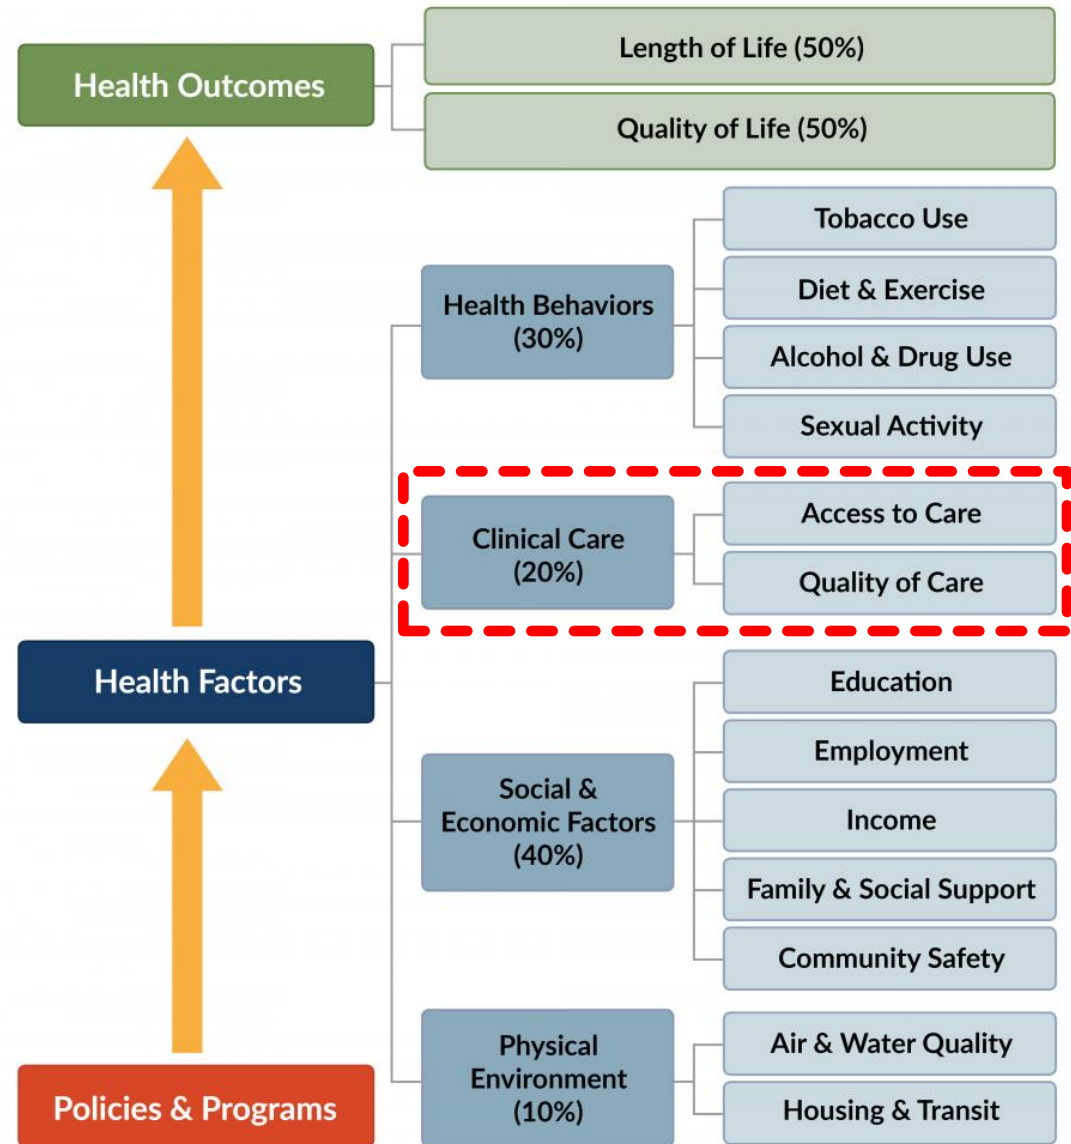 Health Outcomes
Length of Life (50%)
Quality of Life (50%)
Health Factors
Health Behaviors
(30%)
Tobacco Use
Diet & Exercise
Alcohol & Drug Use
Sexual Activity
Clinical Care
(20%)
Access to Care
Quality of Care
Social &
Economic Factors
(40%)
Education
Employment
Income
Family & Social Support
Community Safety
Physical
Environment
(10%)
Air & Water Quality
Housing & Transit
Policies & Programs